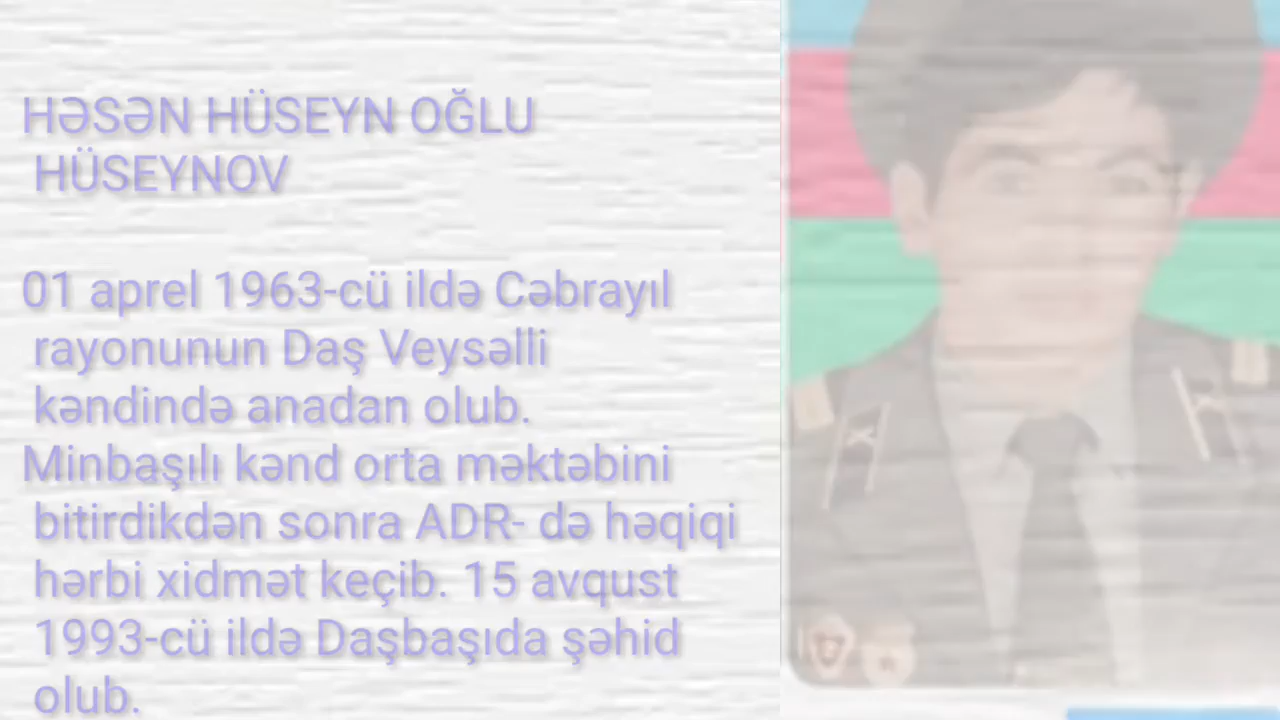 HƏSƏN HÜSEYN OĞLU
HÜSEYNOV
01 aprel 1963-cü ildə Cəbrayıl
rayonunun Daş Veysəlli
kəndində anadan olub.
Minbaşılı kənd orta məktəbini
bitirdikdən sonra ADR- də həqiqi
hərbi xidmət keçib. 15 avqust
1993-cü ildə Daşbaşıda şəhid
olub.